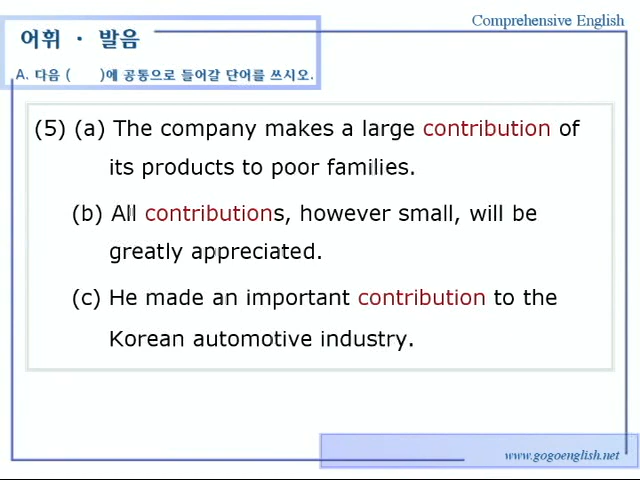 Comprehensive English
어휘 · 발음
A. 다음 (    )에 공통으로 들어갈 단어를 쓰시오.
(5) (a) The company makes a large contribution of
its products to poor families.
(b) All contributions, however small, will be
greatly appreciated.
(c) He made an important contribution to the
Korean automotive industry.
www.gogoenglish.net